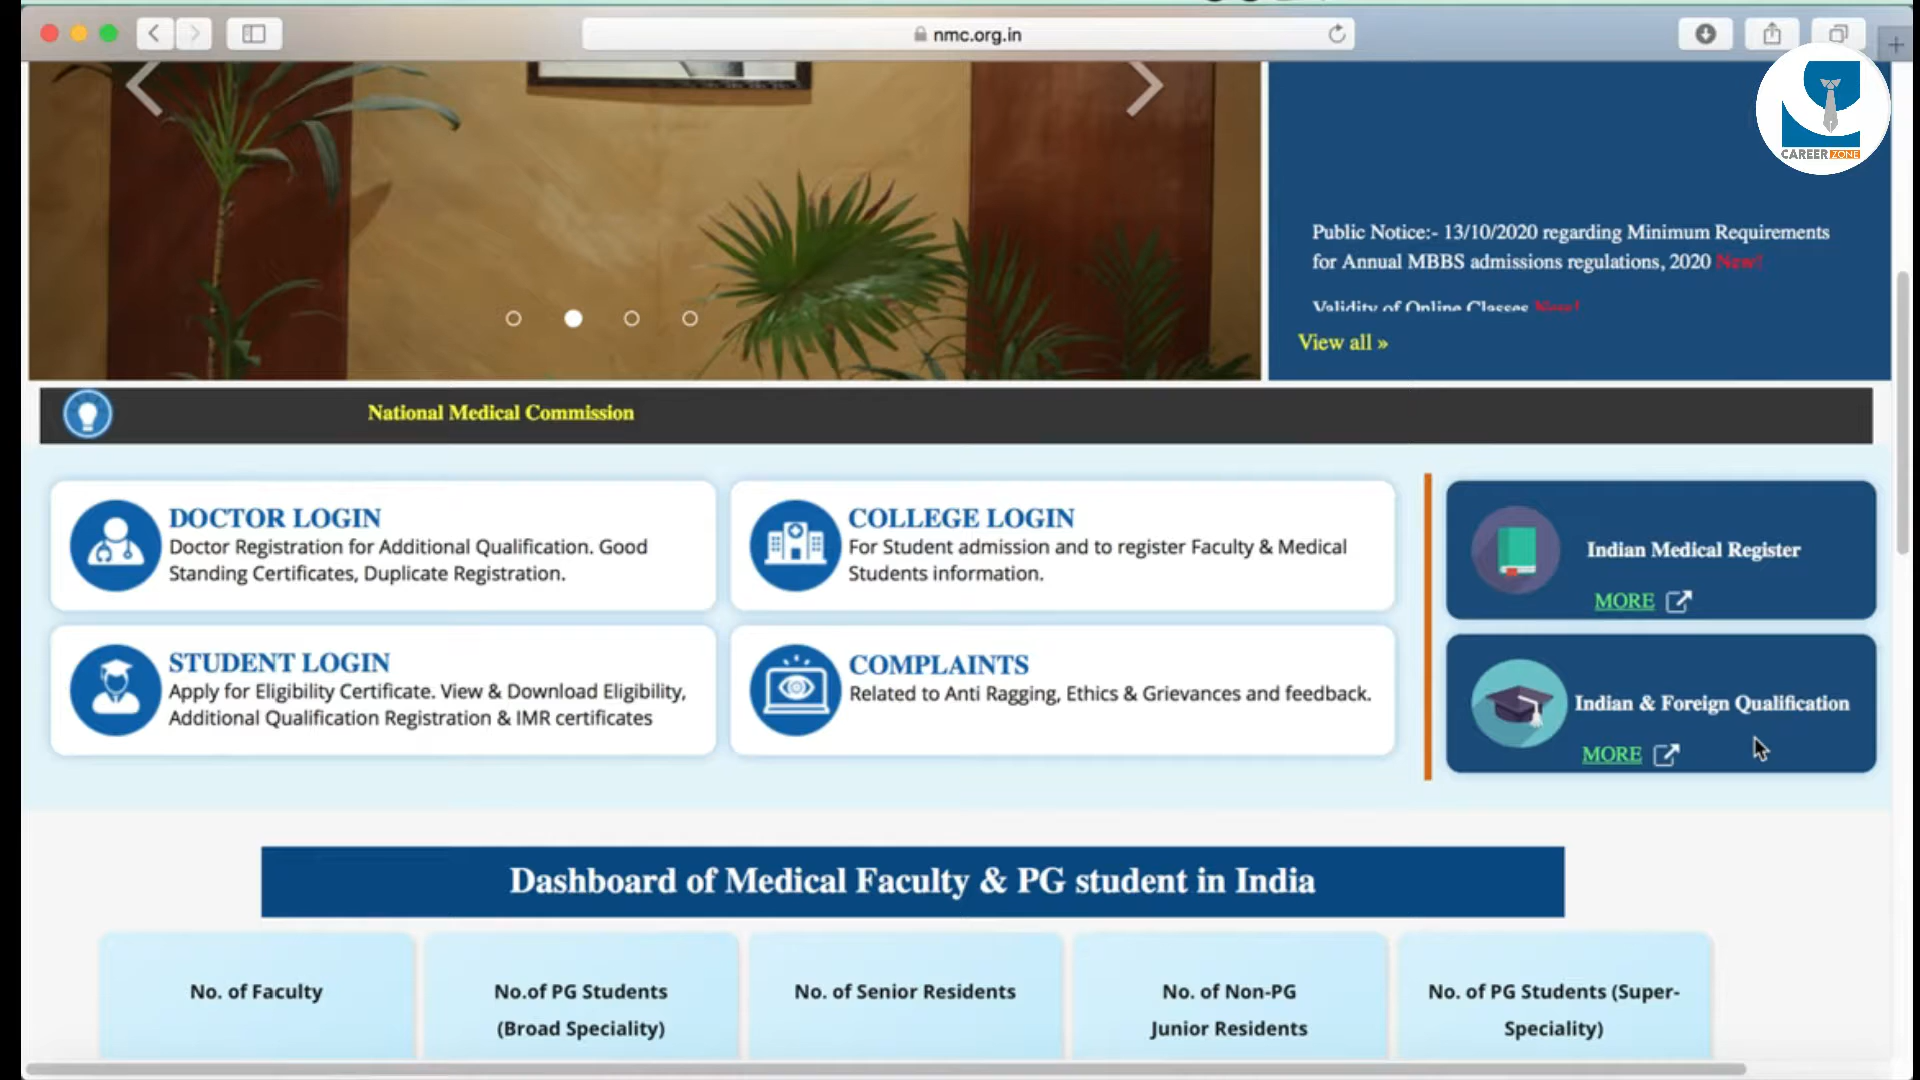 nmc.org.in
CAREER ZONE
Public Notice:- 13/10/2020 regarding Minimum Requirements
for Annual MBBS admissions regulations, 2020 New!
Validity of Online Classes New!
View all »
National Medical Commission
DOCTOR LOGIN
Doctor Registration for Additional Qualification. Good
Standing Certificates, Duplicate Registration.
COLLEGE LOGIN
For Student admission and to register Faculty & Medical
Students information.
Indian Medical Register
MORE
STUDENT LOGIN
Apply for Eligibility Certificate. View & Download Eligibility,
Additional Qualification Registration & IMR certificates
COMPLAINTS
Related to Anti Ragging, Ethics & Grievances and feedback.
Indian & Foreign Qualification
MORE
Dashboard of Medical Faculty & PG student in India
No. of Faculty
No.of PG Students
(Broad Speciality)
No. of Senior Residents
No. of Non-PG
Junior Residents
No. of PG Students (Super-
Speciality)